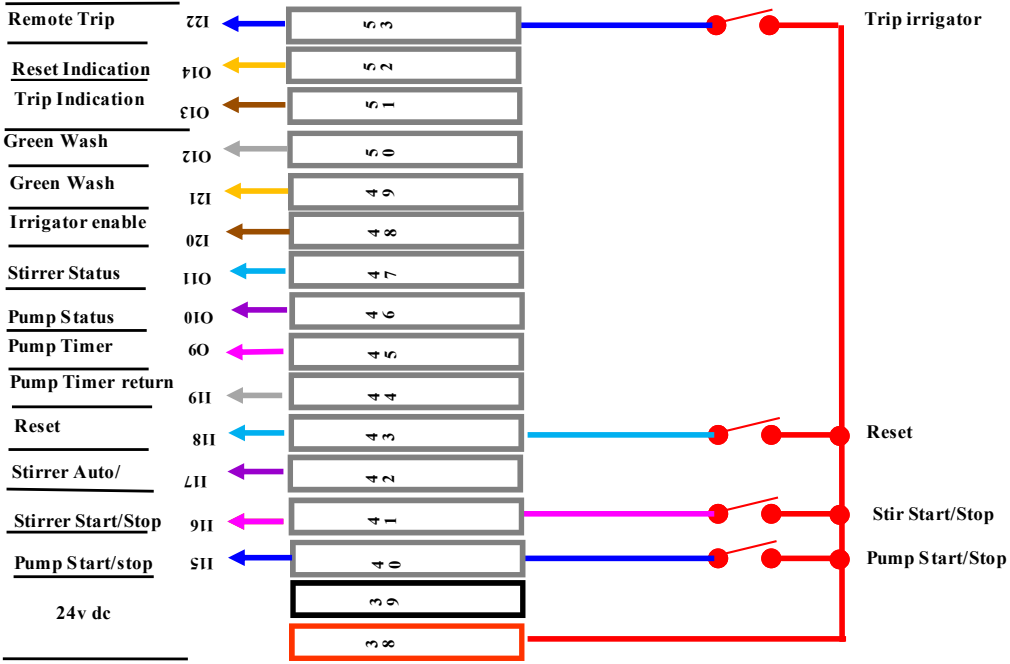 Remote Trip I22 53 Trip irrigator
Reset Indication O14 52
Trip Indication O13 51
Green Wash O12 50
Green Wash I21 49
Irrigator enable I20 48
Stirrer Status O11 47
Pump Status O10 46
Pump Timer O9 45
Pump Timer return I19 44
Reset I18 43 Reset
Stirrer Auto/ I17 42
Stirrer Start/Stop I16 41 Stir Start/Stop
Pump Start/stop I15 40 Pump Start/Stop
24v dc 39
38